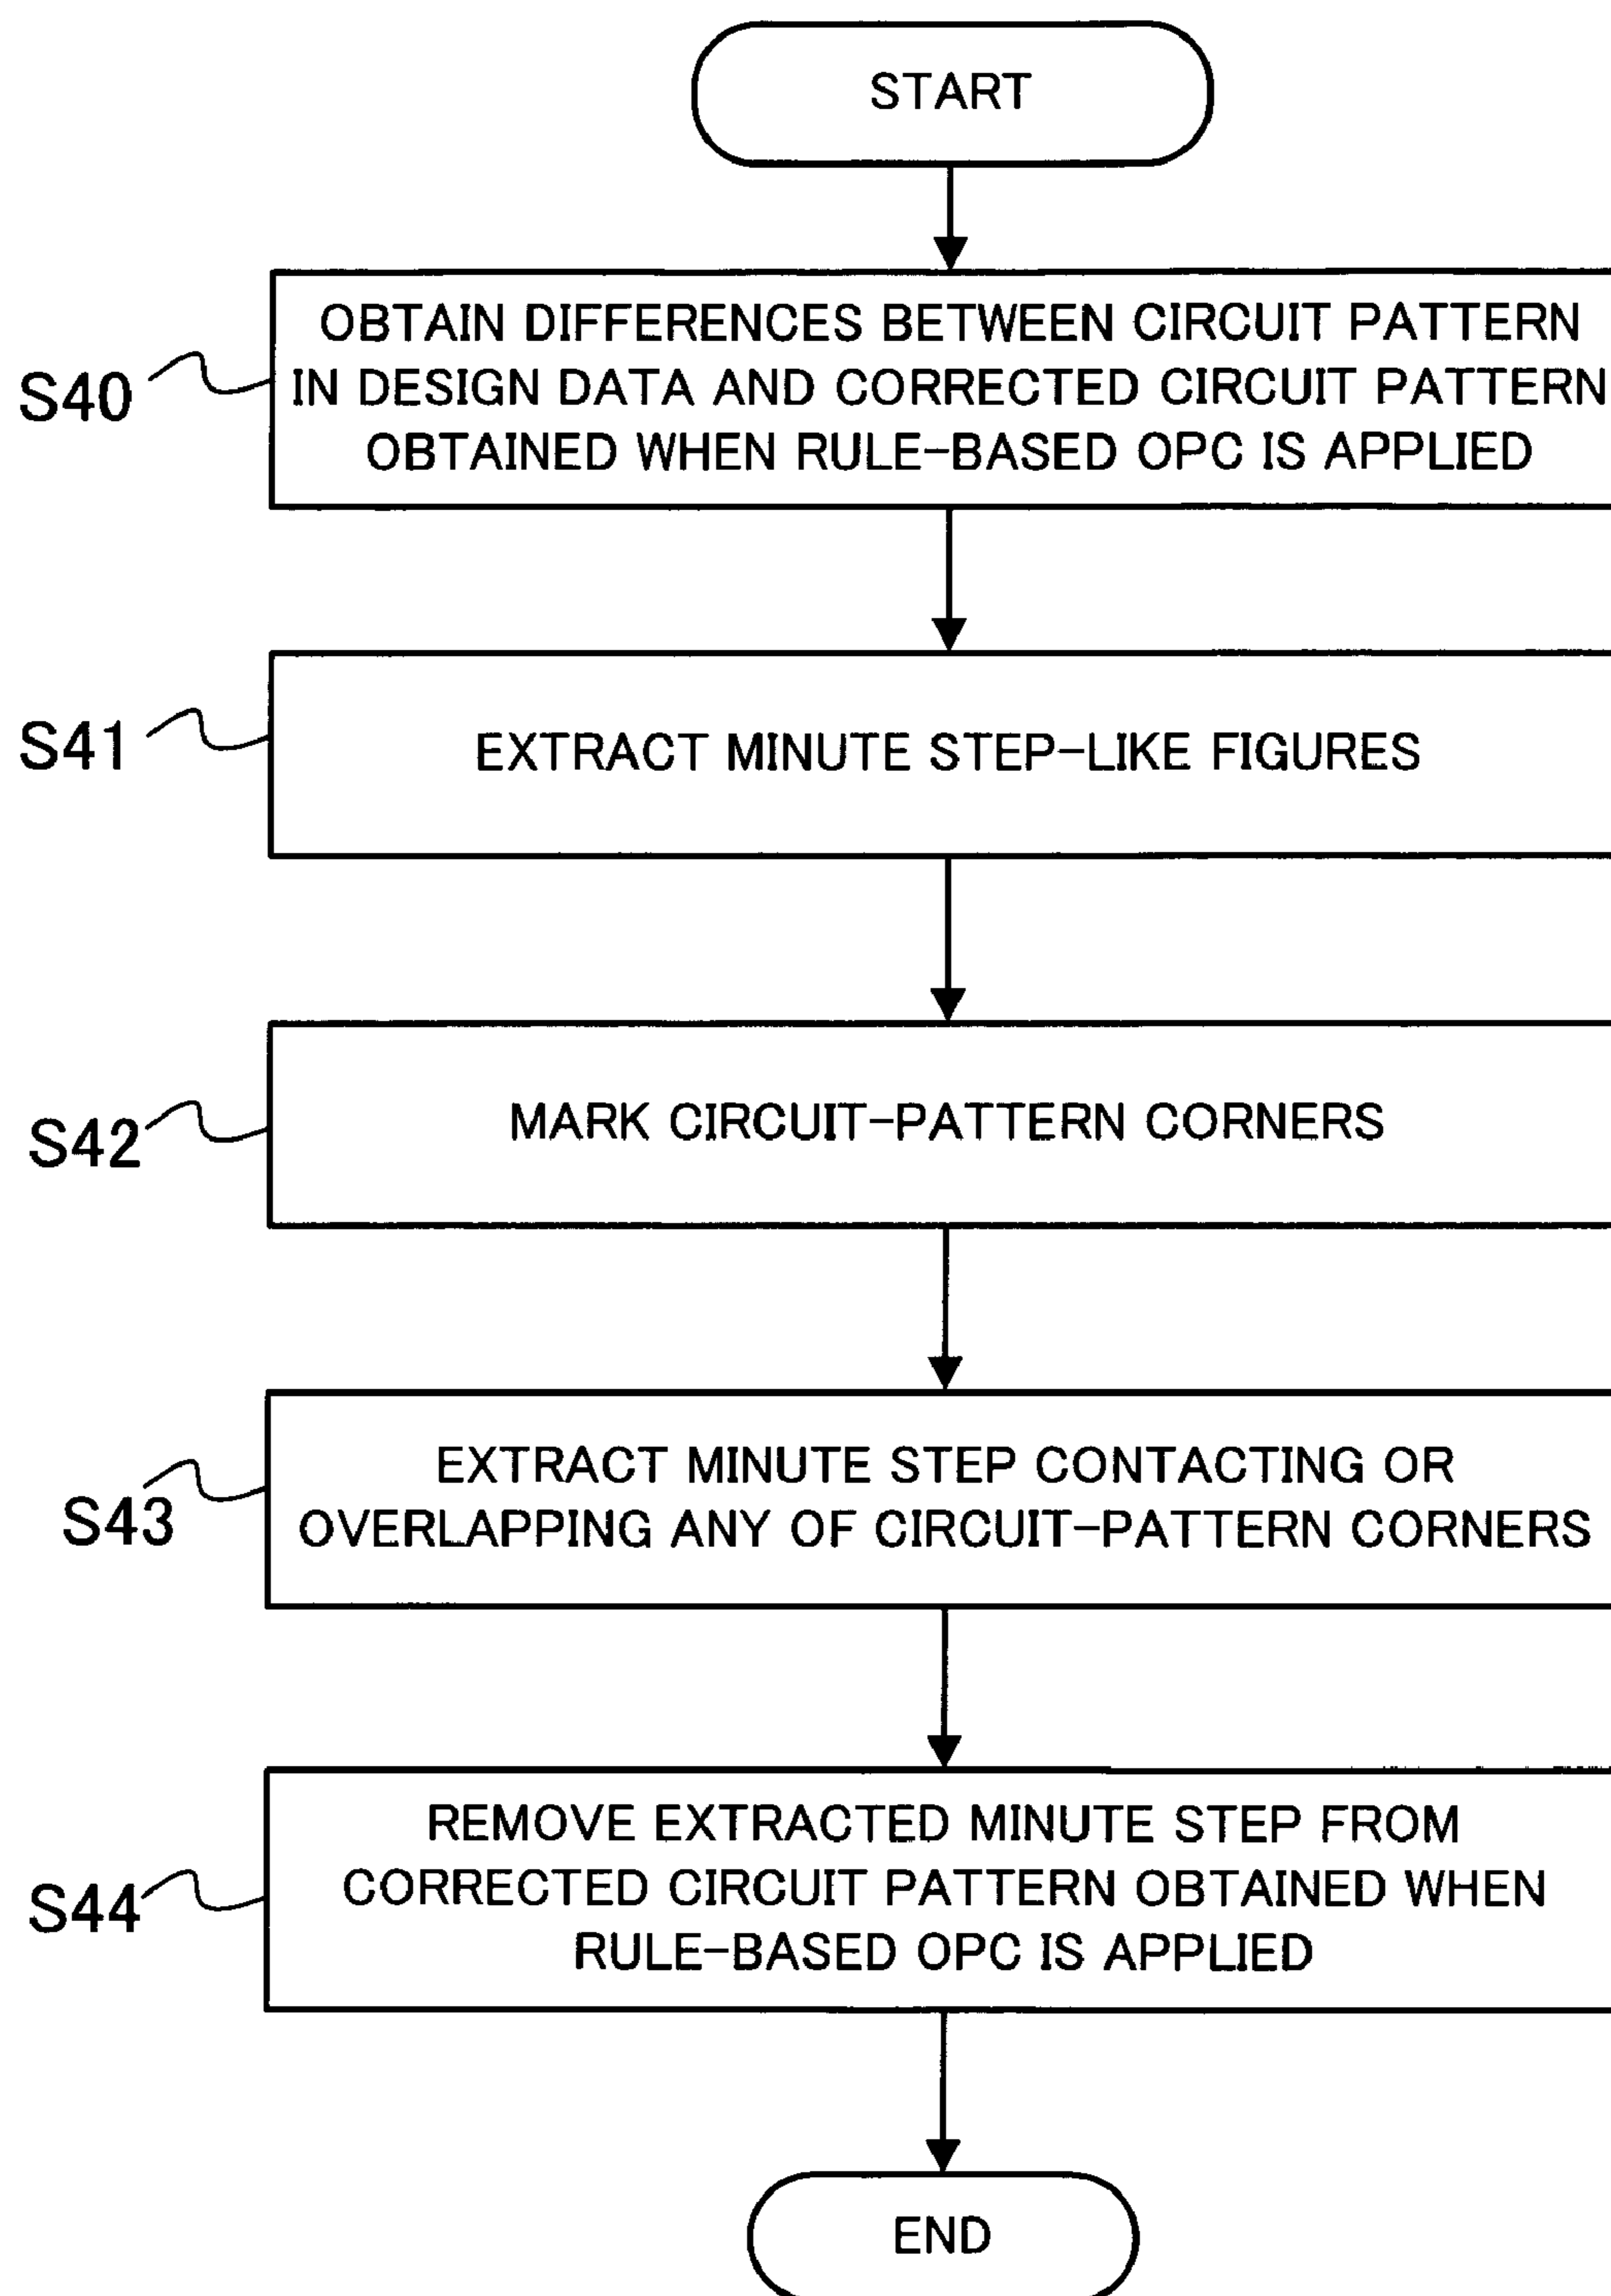 START
OBTAIN DIFFERENCES BETWEEN CIRCUIT PATTERN
S40 IN DESIGN DATA AND CORRECTED CIRCUIT PATTERN
OBTAINED WHEN RULE-BASED OPC IS APPLIED
S41 EXTRACT MINUTE STEP-LIKE FIGURES
S42 MARK CIRCUIT-PATTERN CORNERS
EXTRACT MINUTE STEP CONTACTING OR
S43 OVERLAPPING ANY OF CIRCUIT-PATTERN CORNERS
REMOVE EXTRACTED MINUTE STEP FROM
S44 CORRECTED CIRCUIT PATTERN OBTAINED WHEN
RULE-BASED OPC IS APPLIED
END